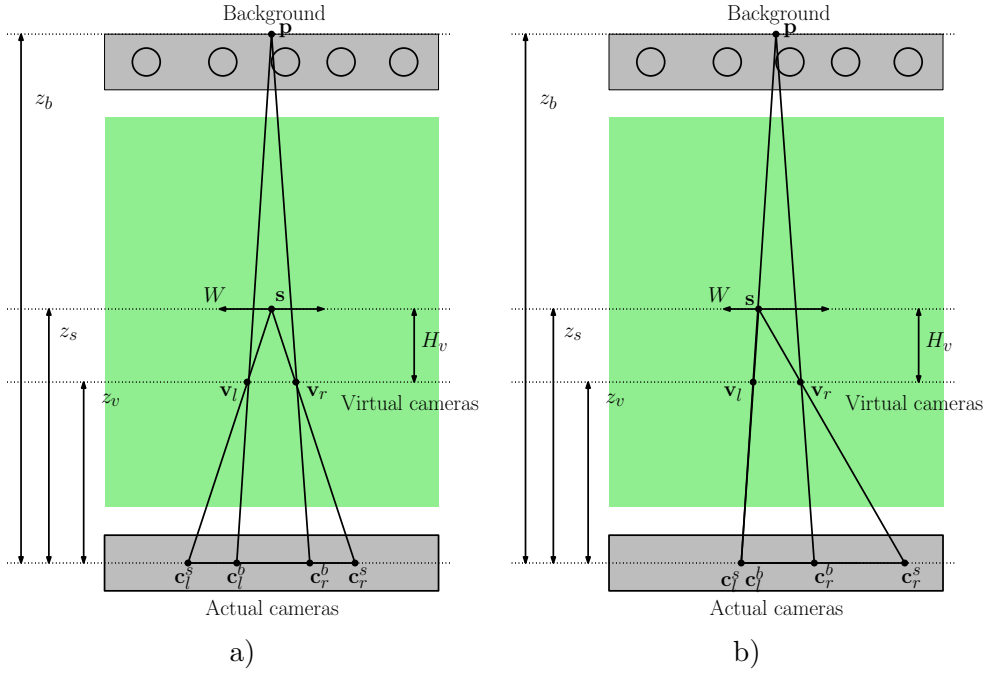 Background Background
p p
z_b z_b
W s W s
z_s z_s
H_v H_v
v_l v_r v_l v_r
z_v Virtual cameras z_v Virtual cameras
c_l^s c_l^b c_r^b c_r^s c_l^s c_l^b c_r^b c_r^s
Actual cameras Actual cameras
a) b)